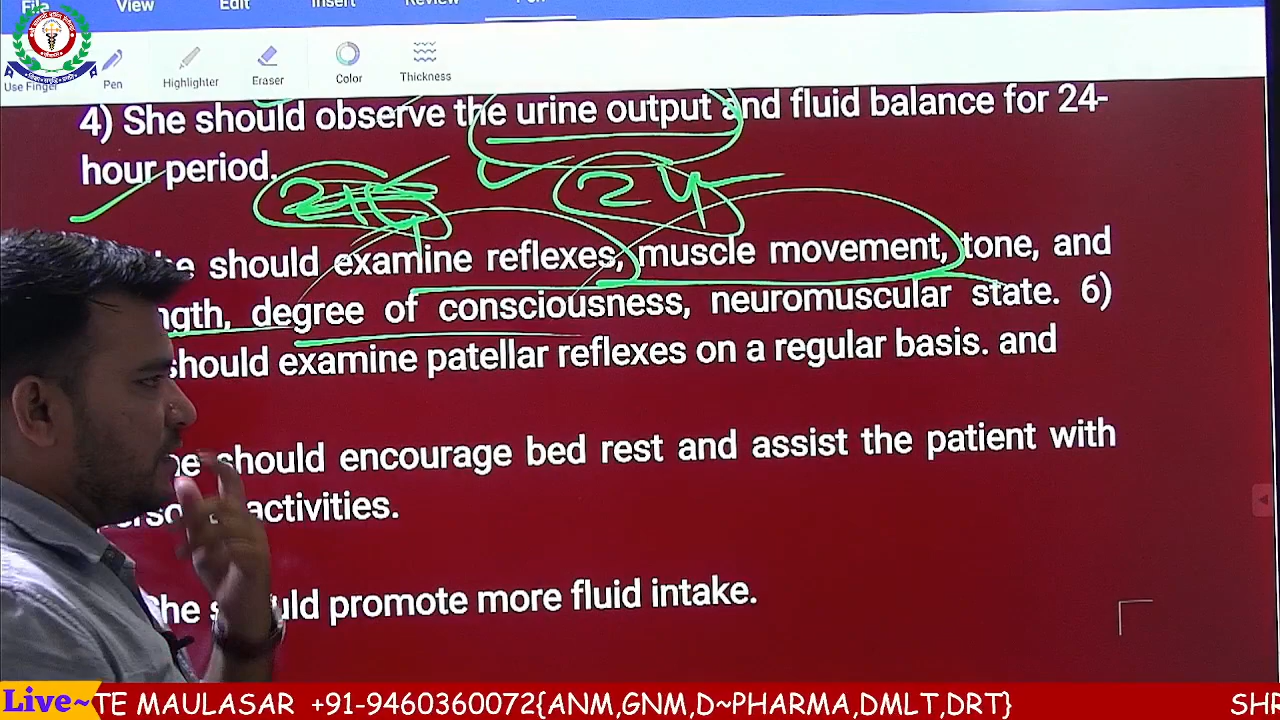 File View Edit Insert Review Pen
Use Finger Pen Highlighter Eraser Color Thickness
4) She should observe the urine output and fluid balance for 24-
hour period.
24
should examine reflexes, muscle movement, tone, and
degree of consciousness, neuromuscular state. 6)
should examine patellar reflexes on a regular basis. and
should encourage bed rest and assist the patient with
activities.
She should promote more fluid intake.
Live~ TE MAULASAR +91-9460360072{ANM,GNM,D~PHARMA,DMLT,DRT} SHR